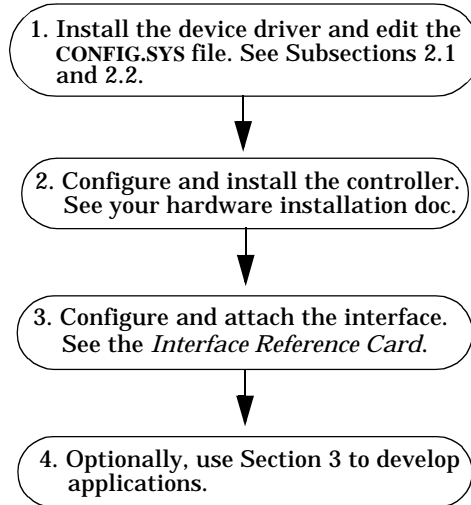 1. Install the device driver and edit the
CONFIG.SYS file. See Subsections 2.1
and 2.2.
2. Configure and install the controller.
See your hardware installation doc.
3. Configure and attach the interface.
See the Interface Reference Card.
4. Optionally, use Section 3 to develop
applications.